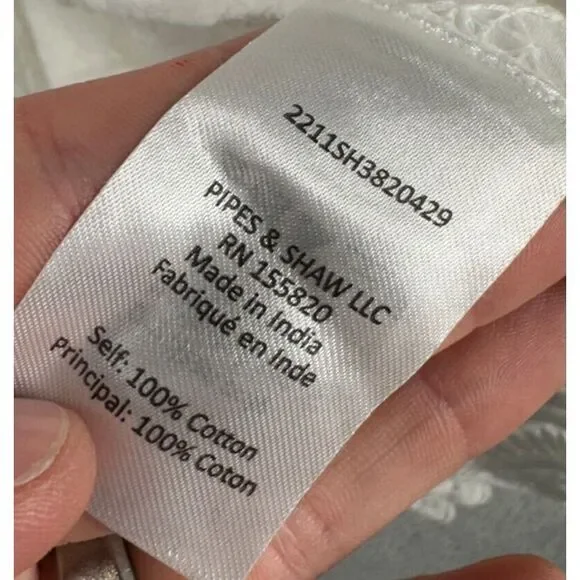 2211SH3820429
PIPES & SHAW LLC
RN 155820
Made in India
Fabriqué en Inde
Self: 100% Cotton
Principal: 100% Coton